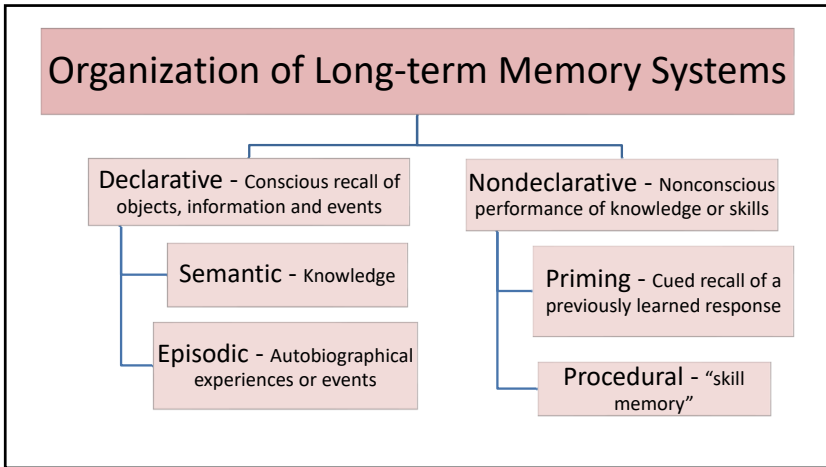 Organization of Long-term Memory Systems
Declarative - Conscious recall of
objects, information and events
Semantic - Knowledge
Episodic - Autobiographical
experiences or events
Nondeclarative - Nonconscious
performance of knowledge or skills
Priming - Cued recall of a
previously learned response
Procedural - “skill
memory”